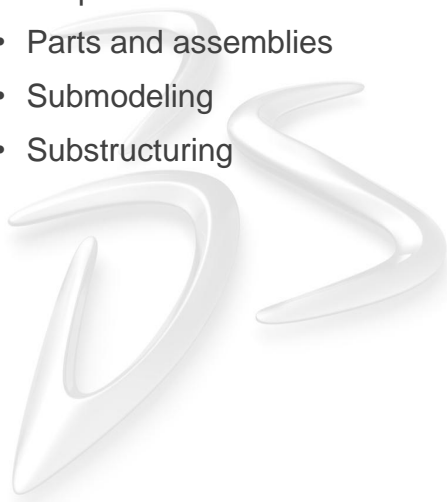 • Parts and assemblies
• Submodeling
• Substructuring